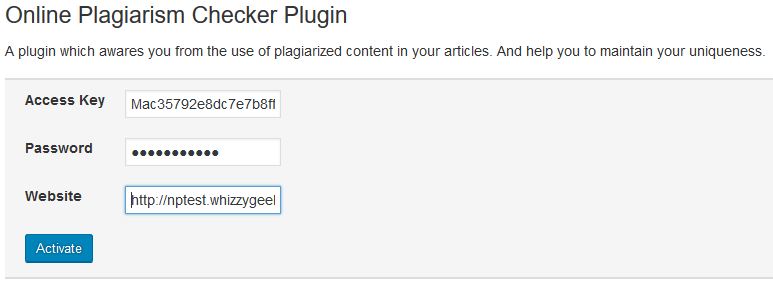 Online Plagiarism Checker Plugin
A plugin which awares you from the use of plagiarized content in your articles. And help you to maintain your uniqueness.
Access Key Mac35792e8dc7e7b8ff
Password ●●●●●●●●●●●
Website http://nptest.whizzygeel
Activate